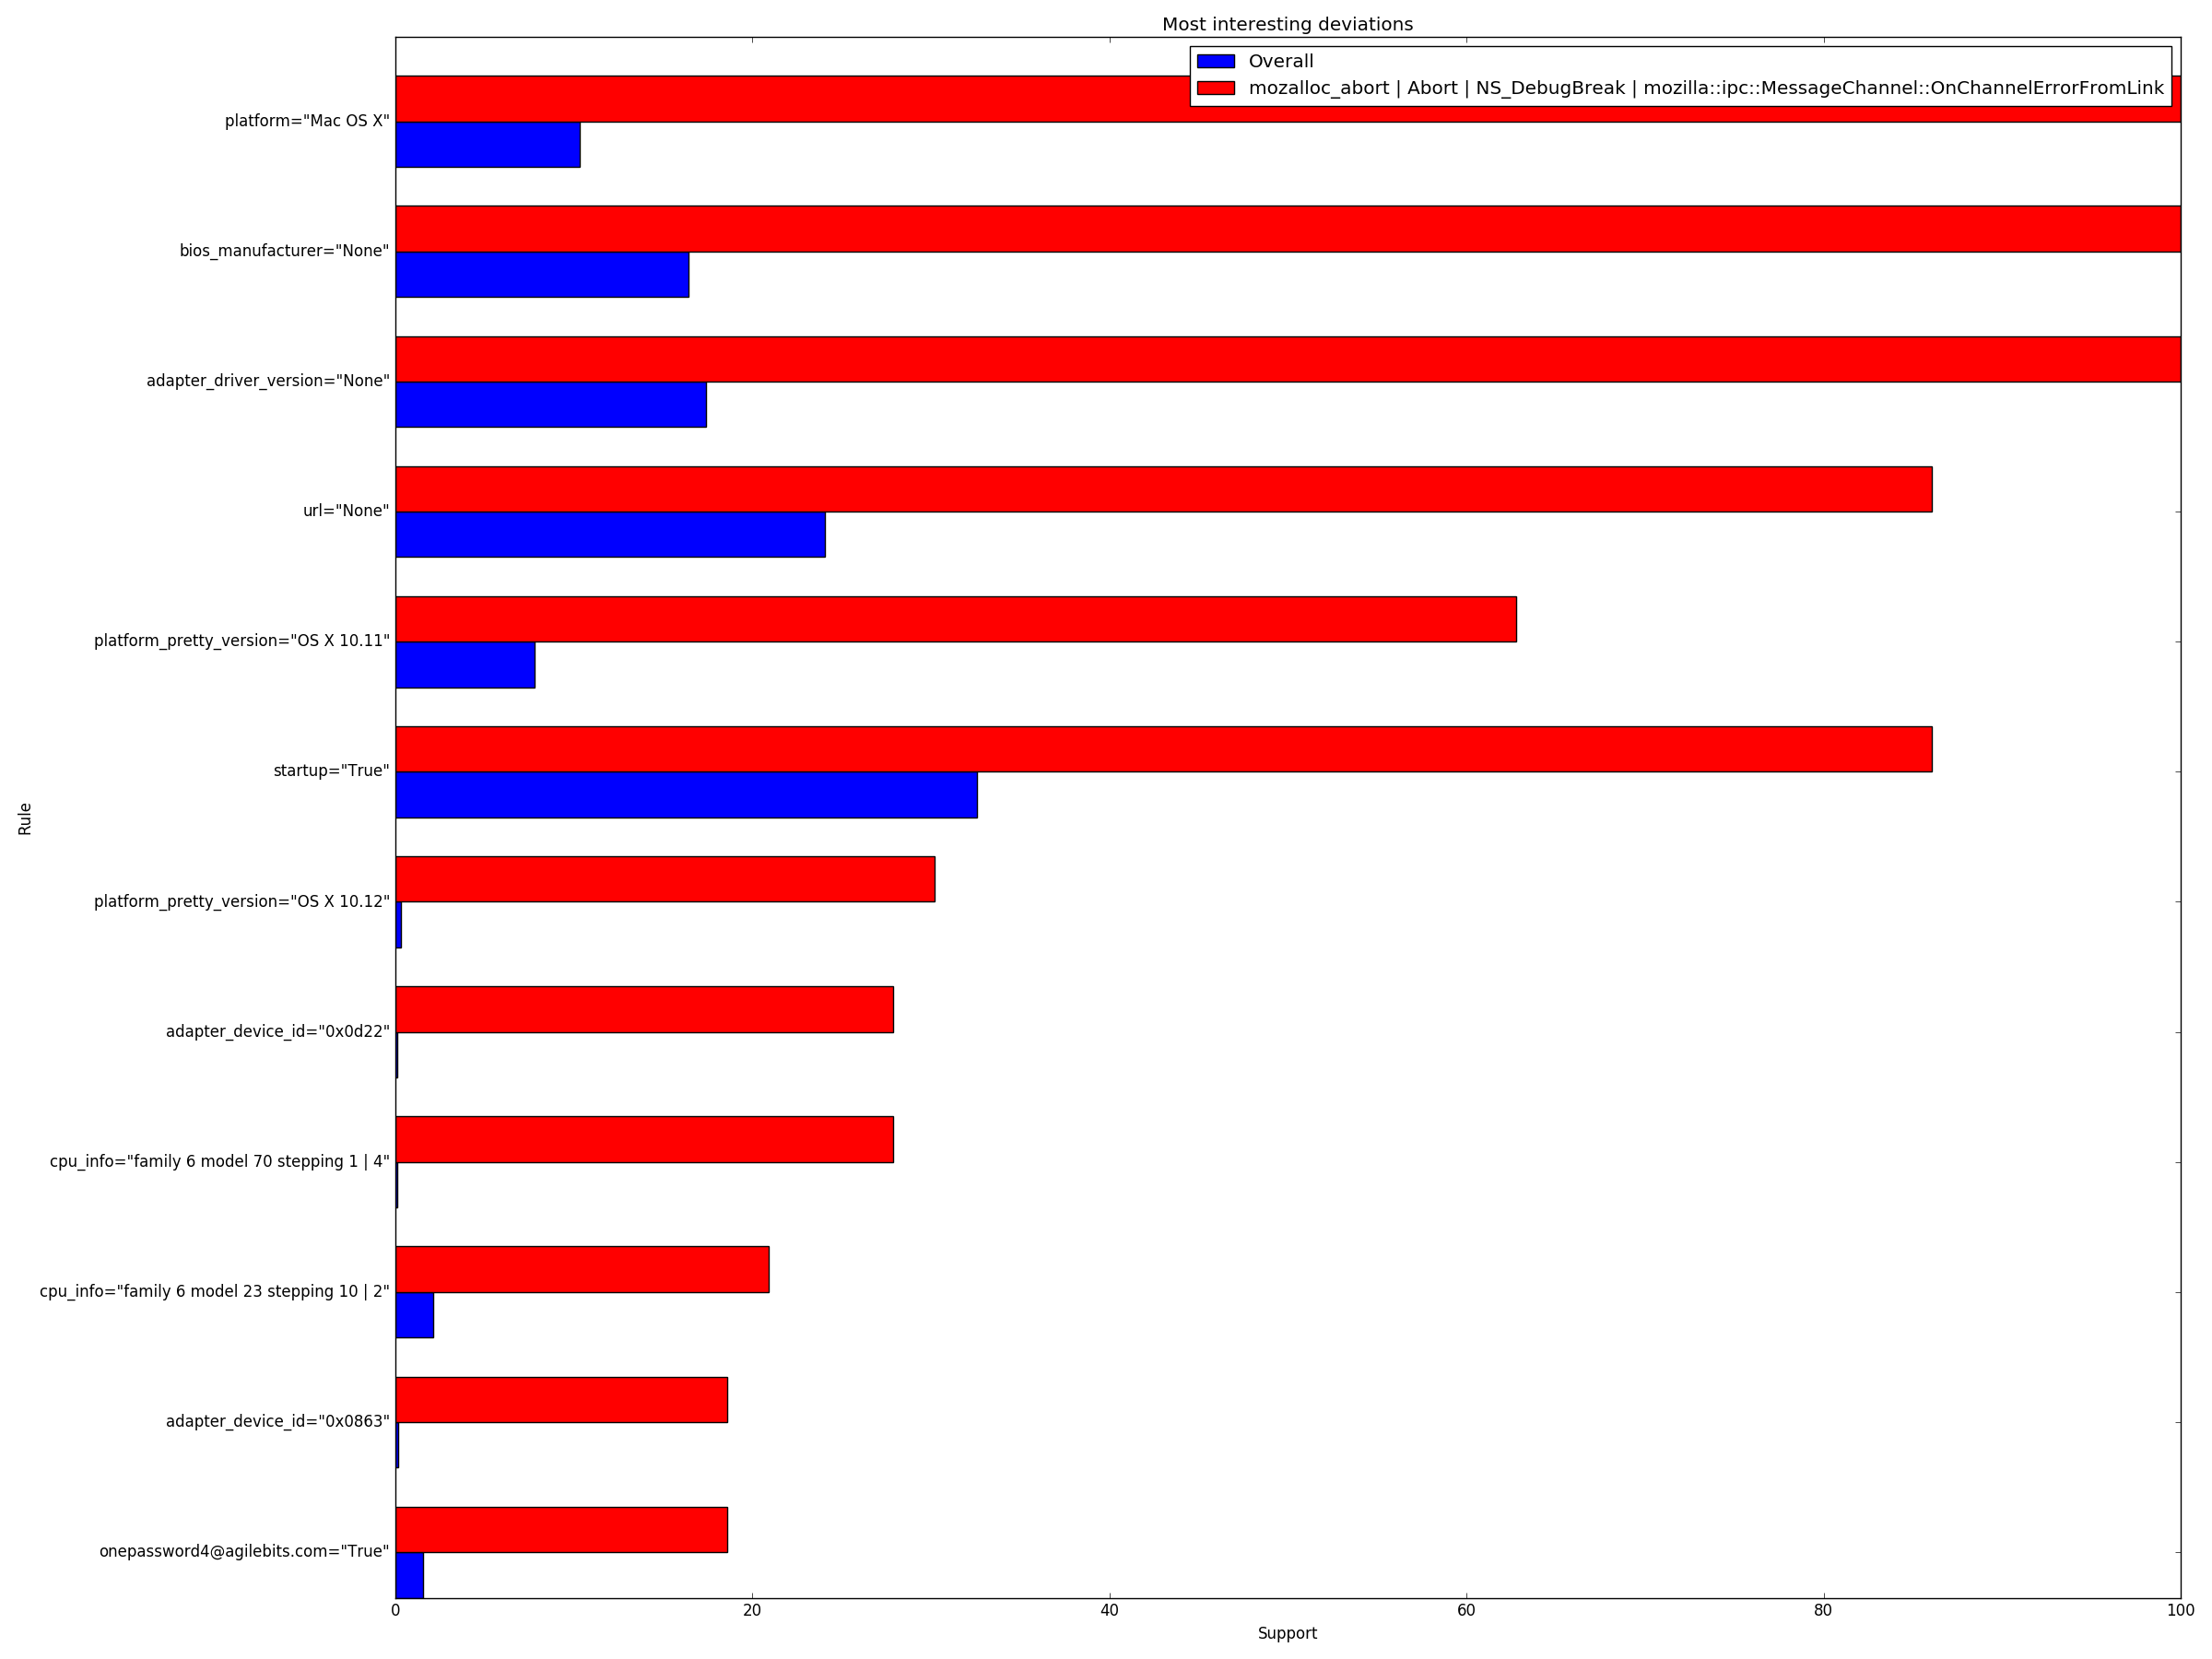 Most interesting deviations
Overall
mozalloc_abort | Abort | NS_DebugBreak | mozilla::ipc::MessageChannel::OnChannelErrorFromLink
platform="Mac OS X"
bios_manufacturer="None"
adapter_driver_version="None"
url="None"
platform_pretty_version="OS X 10.11"
startup="True"
Rule
platform_pretty_version="OS X 10.12"
adapter_device_id="0x0d22"
cpu_info="family 6 model 70 stepping 1 | 4"
cpu_info="family 6 model 23 stepping 10 | 2"
adapter_device_id="0x0863"
onepassword4@agilebits.com="True"
0 20 40 60 80 100
Support